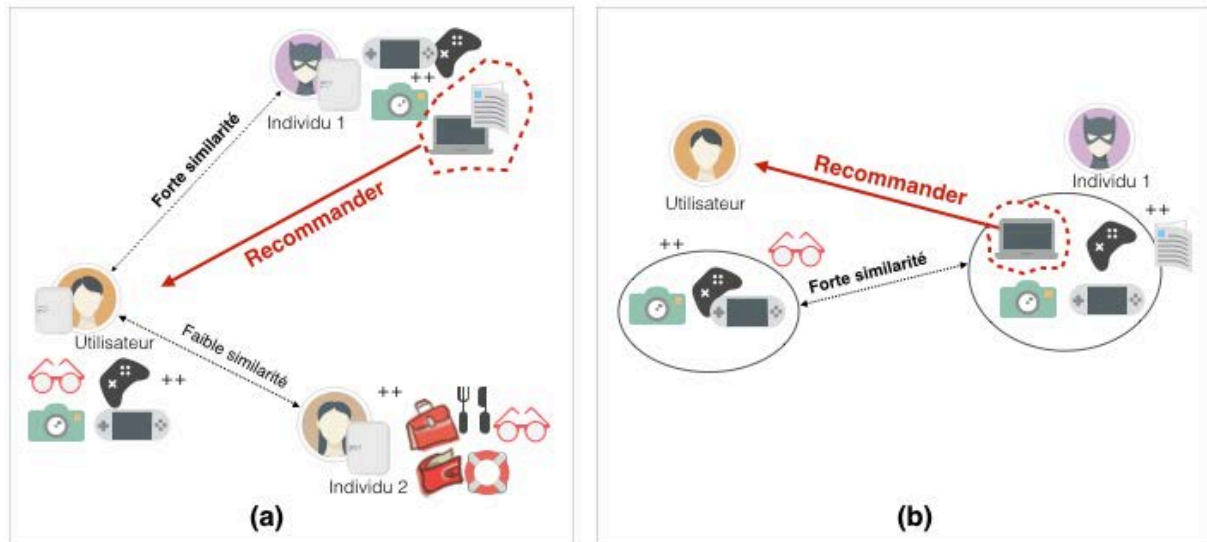 ++
Individu 1
Forte similarité
Recommander
Utilisateur
++
Faible similarité
++
Individu 2
(a)
Recommander
Utilisateur
Individu 1
++
++
Forte similarité
(b)